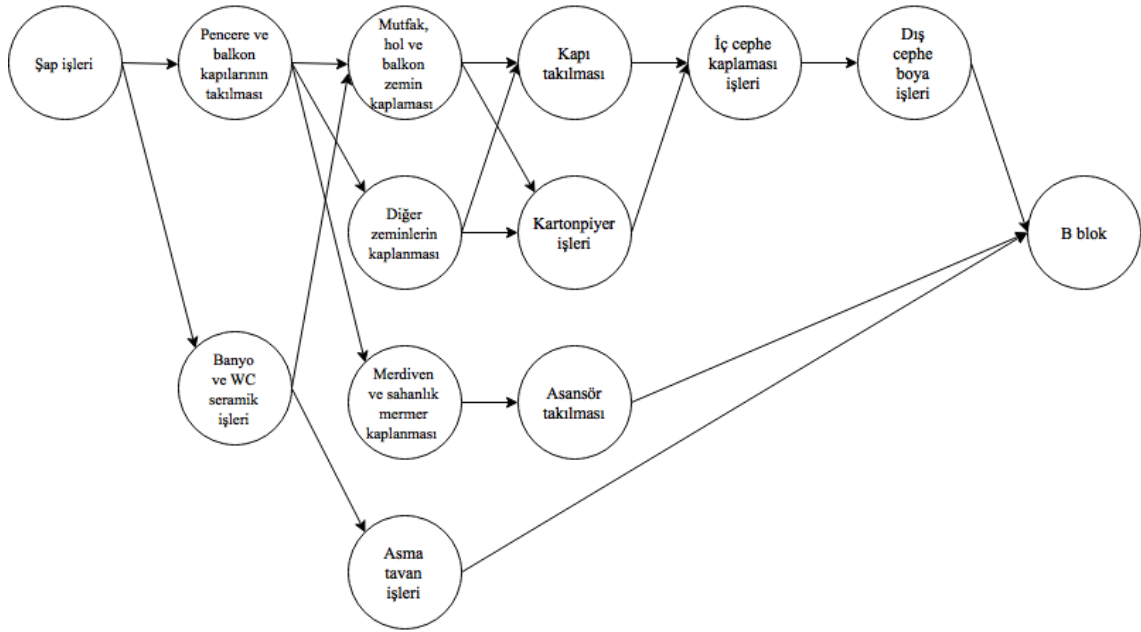 Şap işleri
Pencere ve
balkon
kapılarının
takılması
Mutfak,
hol ve
balkon
zemin
kaplaması
Kapı
takılması
İç cephe
kaplaması
işleri
Dış
cephe
boya
işleri
Diğer
zeminlerin
kaplanması
Kartonpiyer
işleri
B blok
Banyo
ve WC
seramik
işleri
Merdiven
ve sahanlık
mermer
kaplanması
Asansör
takılması
Asma
tavan
işleri